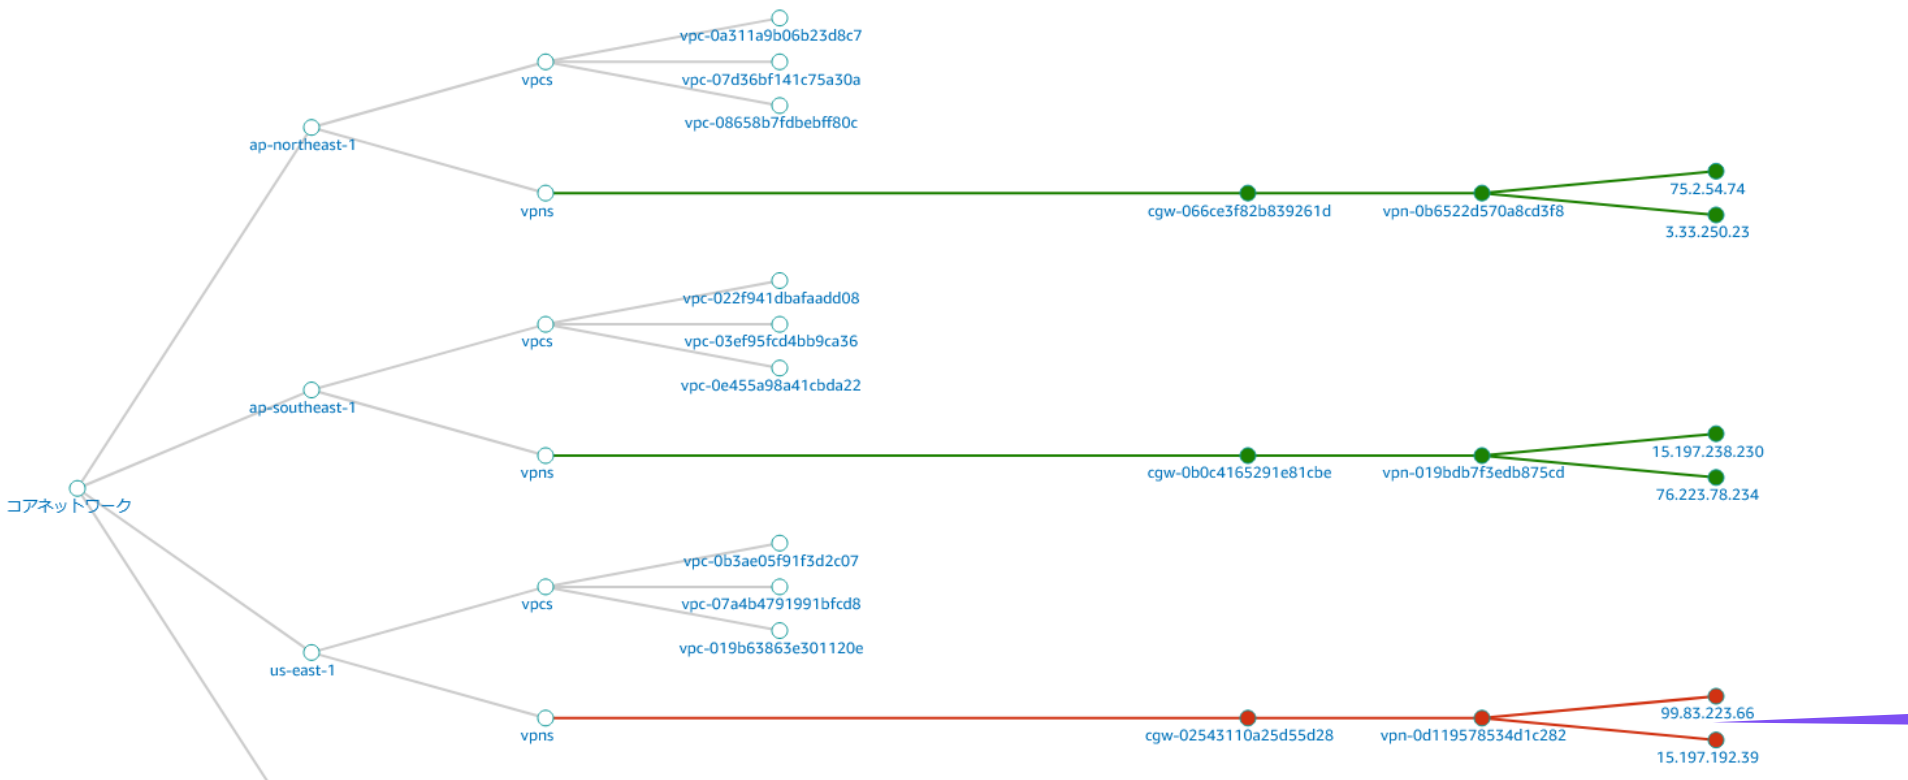 vpc-0a311a9b06b23d8c7
vpcs
vpc-07d36bf141c75a30a
vpc-08658b7fdbebff80c
ap-northeast-1
75.2.54.74
vpns
cgw-066ce3f82b839261d
vpn-0b6522d570a8cd3f8
3.33.250.23
vpc-022f941dbafaadd08
vpcs
vpc-03ef95fcd4bb9ca36
vpc-0e455a98a41cbda22
ap-southeast-1
15.197.238.230
vpns
cgw-0b0c4165291e81cbe
vpn-019bdb7f3edb875cd
76.223.78.234
コアネットワーク
vpc-0b3ae05f91f3d2c07
vpcs
vpc-07a4b4791991bfcd8
vpc-019b63863e301120e
us-east-1
99.83.223.66
vpns
cgw-02543110a25d55d28
vpn-0d119578534d1c282
15.197.192.39